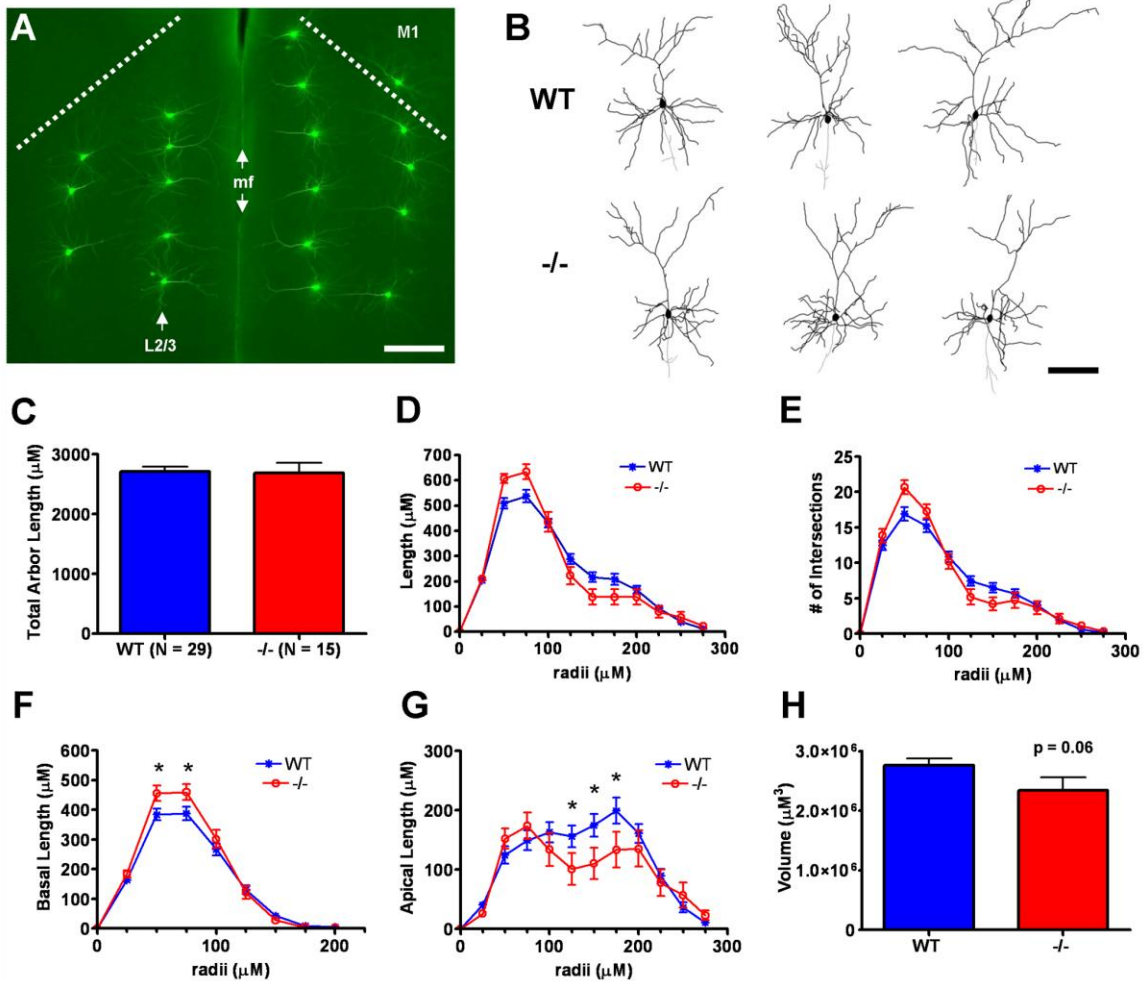 A
M1
mf
L2/3
B
WT
-/-
C
Total Arbor Length (µM)
3000
2000
1000
0
WT (N = 29)
-/- (N = 15)
D
Length (µM)
700
600
500
400
300
200
100
0
0 100 200 300
radii (µM)
WT
-/-
E
# of Intersections
25
20
15
10
5
0
0 100 200 300
radii (µM)
WT
-/-
F
Basal Length (µM)
600
500
400
300
200
100
0
0 100 200
radii (µM)
* *
WT
-/-
G
Apical Length (µM)
300
200
100
0
0 100 200 300
radii (µM)
* * *
WT
-/-
H
Volume (µM³)
3.0×10⁶
2.0×10⁶
1.0×10⁶
0
p = 0.06
WT
-/-